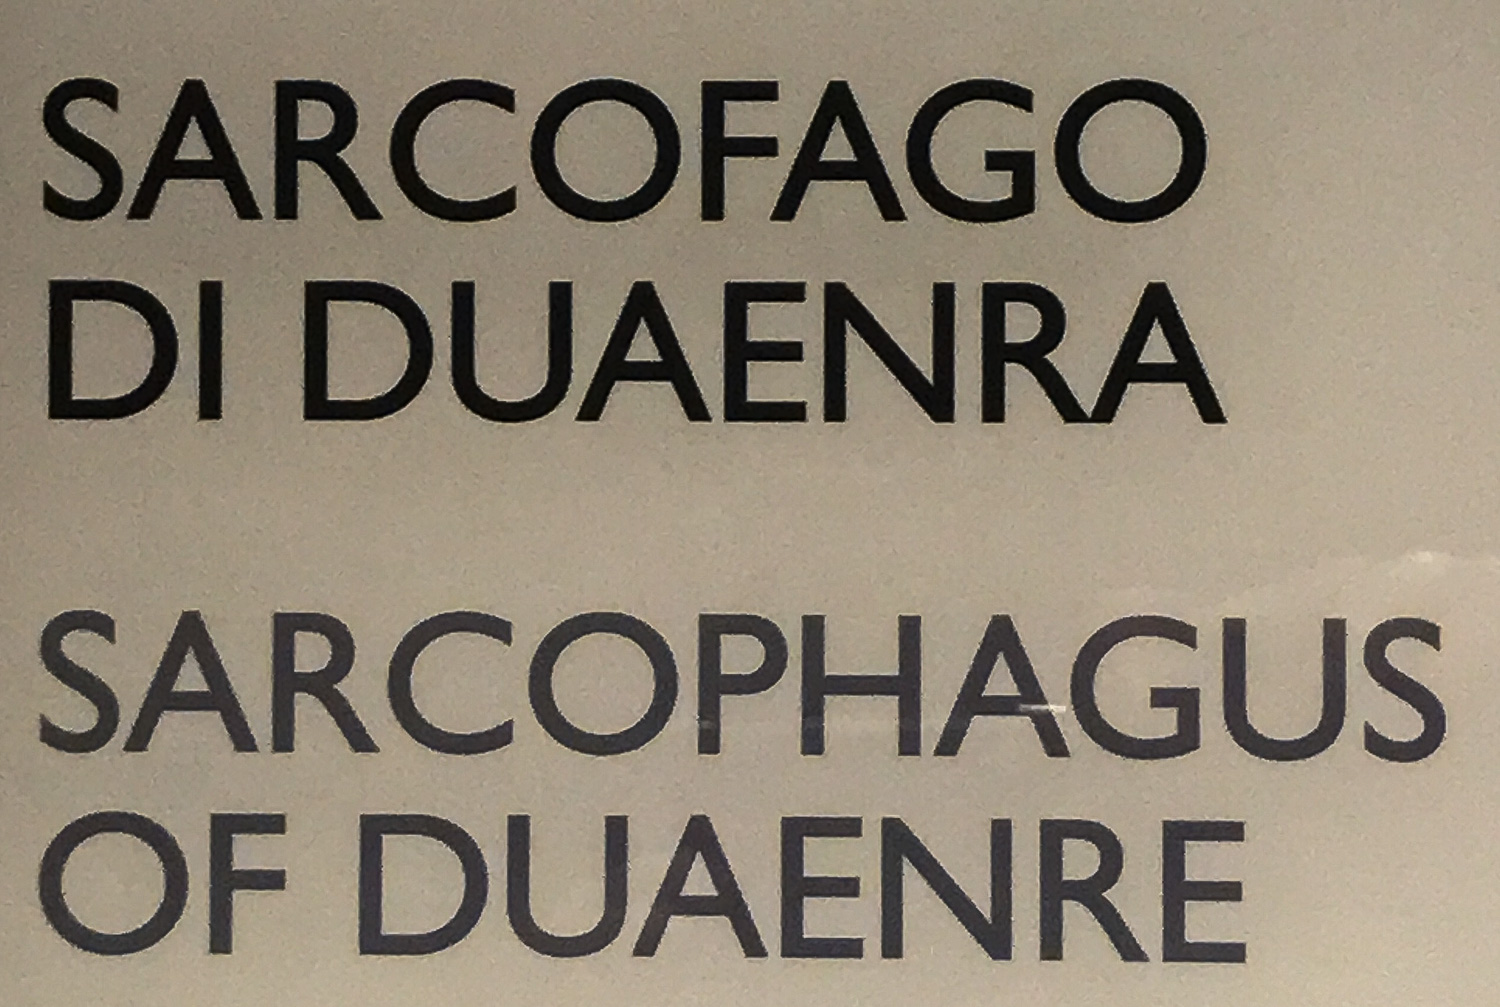 SARCOFAGO
DI DUAENRA
SARCOPHAGUS
OF DUAENRE